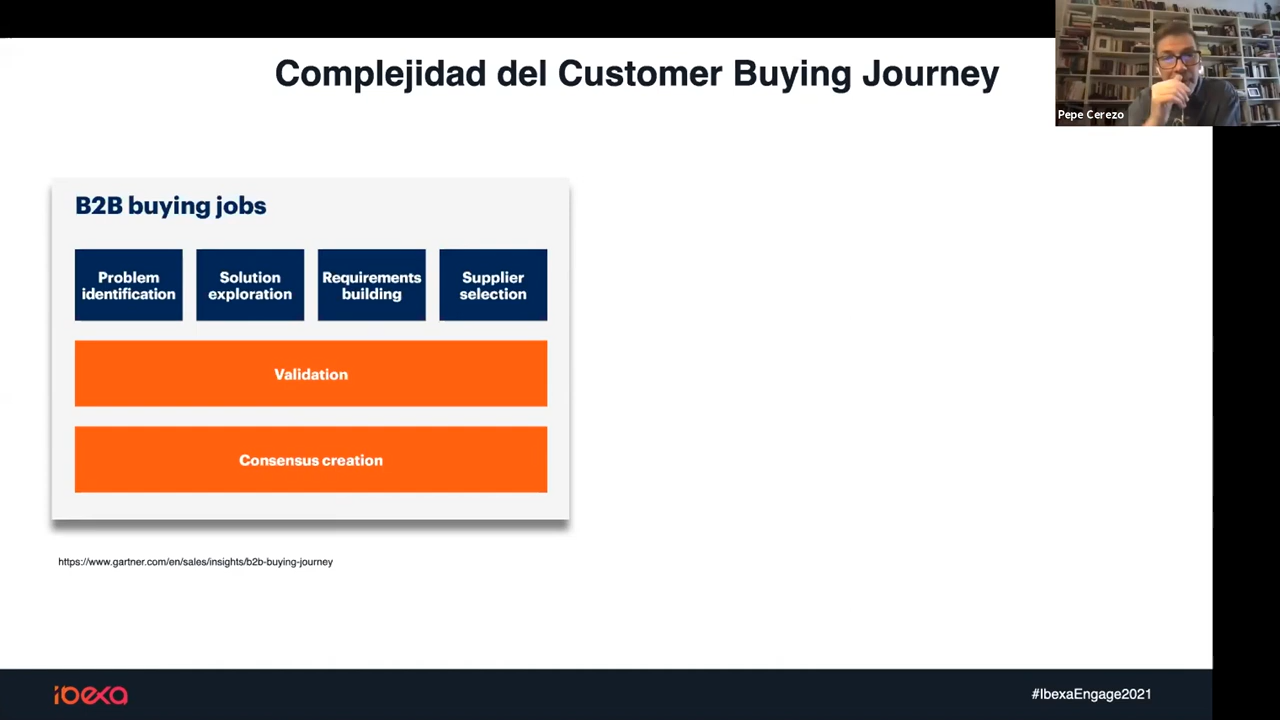 Complejidad del Customer Buying Journey
Pepe Cerezo
B2B buying jobs
Problem
identification
Solution
exploration
Requirements
building
Supplier
selection
Validation
Consensus creation
https://www.gartner.com/en/sales/insights/b2b-buying-journey
ibexa
#IbexaEngage2021